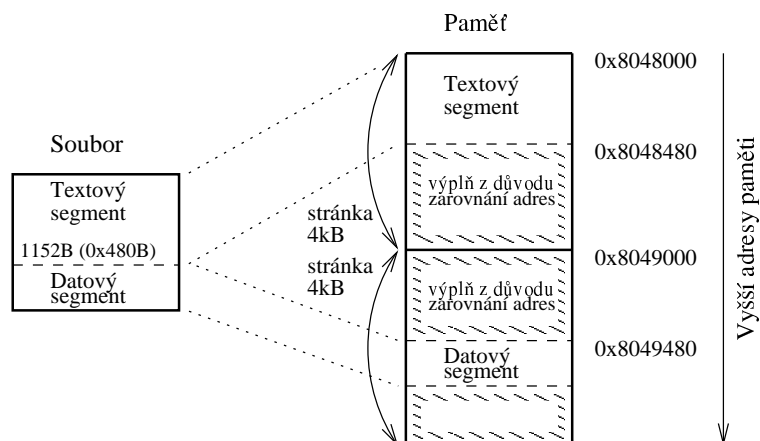 Paměť
0x8048000
Textový
segment
Soubor
0x8048480
Textový
segment
výplň z důvodu
zarovnání adres
stránka
4kB
1152B (0x480B)
0x8049000
stránka
4kB
Datový
segment
výplň z důvodu
zarovnání adres
0x8049480
Datový
segment
Vyšší adresy paměti